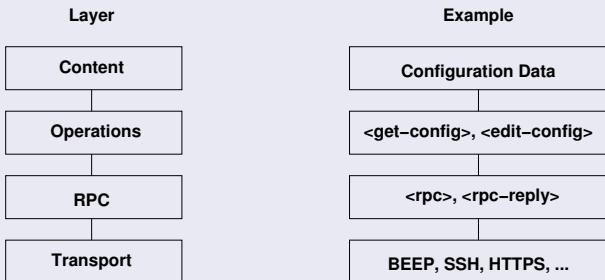 Layer Example
Content Configuration Data
Operations <get−config>, <edit−config>
RPC <rpc>, <rpc−reply>
Transport BEEP, SSH, HTTPS, ...